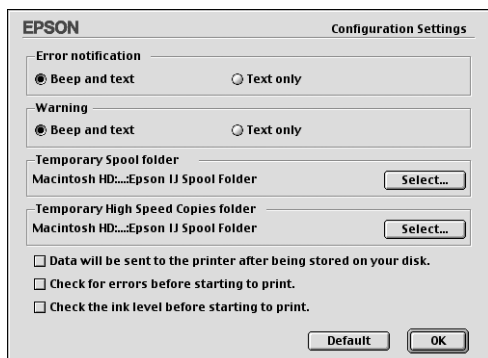 EPSON Configuration Settings
Error notification
Beep and text Text only
Warning
Beep and text Text only
Temporary Spool folder
Macintosh HD:...:Epson IJ Spool Folder Select...
Temporary High Speed Copies folder
Macintosh HD:...:Epson IJ Spool Folder Select...
Data will be sent to the printer after being stored on your disk.
Check for errors before starting to print.
Check the ink level before starting to print.
Default OK